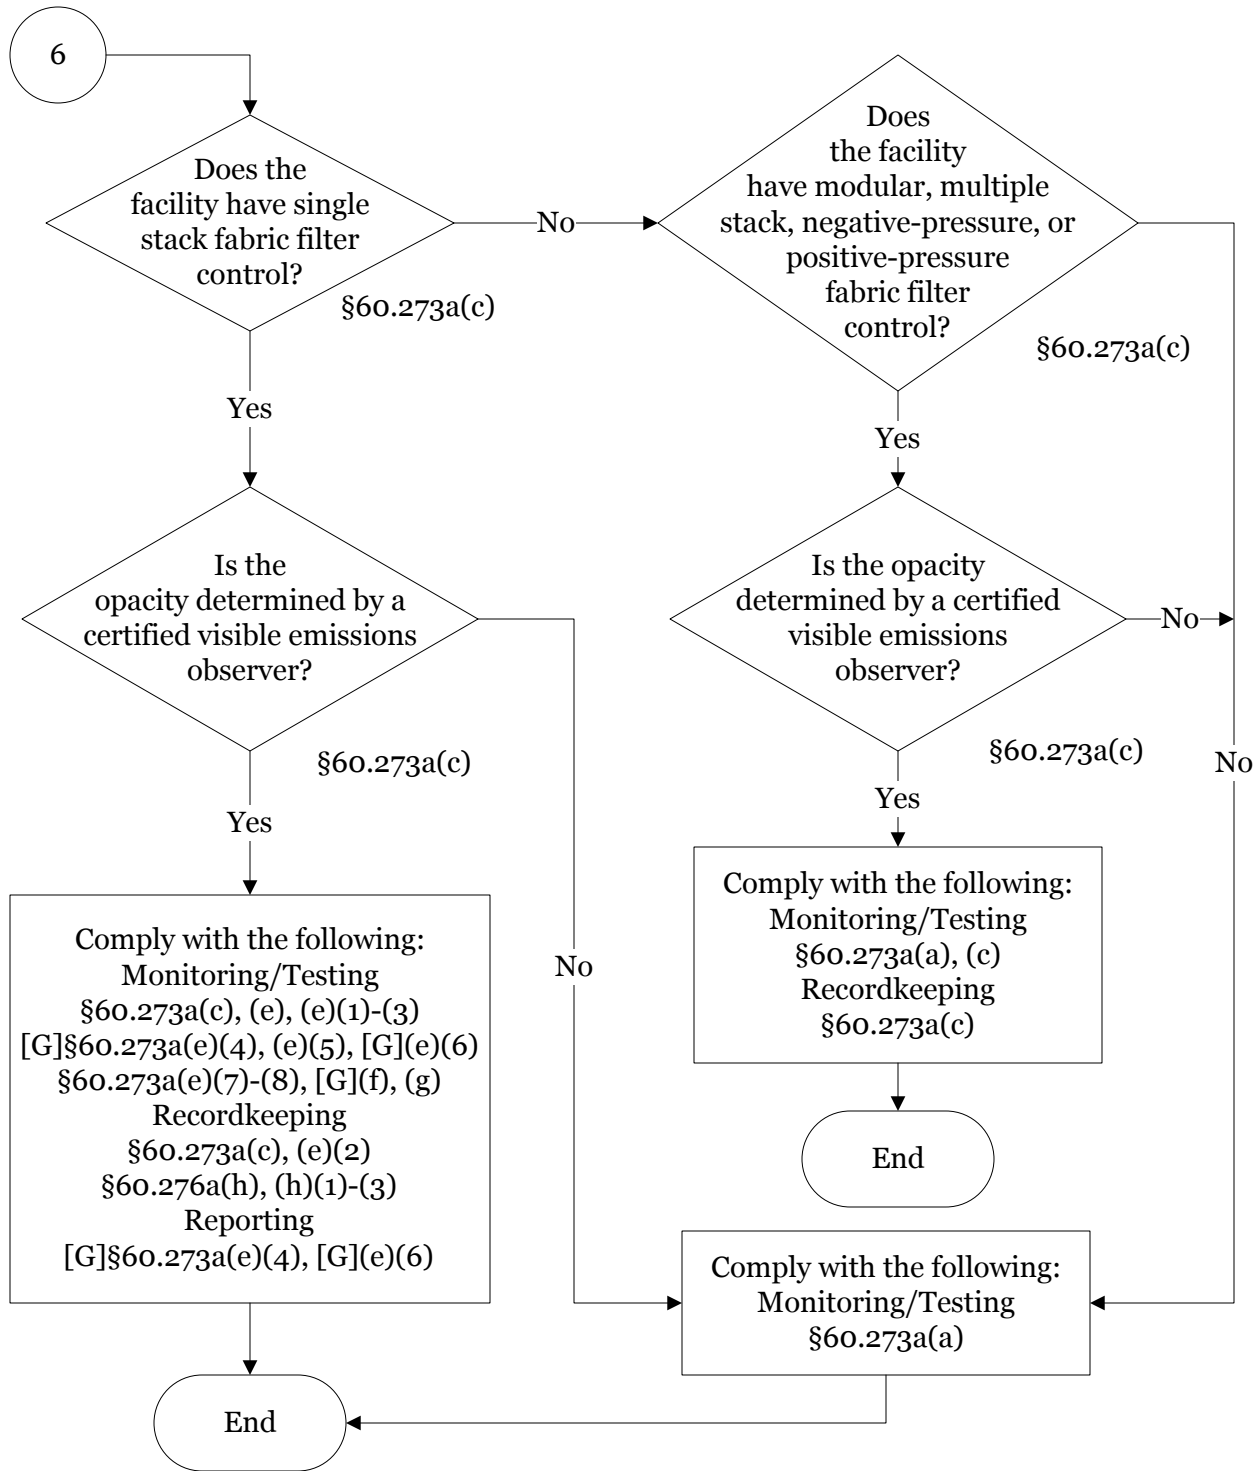 6
Does the
facility have single
stack fabric filter
control?
§60.273a(c)
No
Does
the facility
have modular, multiple
stack, negative-pressure, or
positive-pressure
fabric filter
control?
§60.273a(c)
Yes
Yes
Is the
opacity determined by a
certified visible emissions
observer?
§60.273a(c)
Is the opacity
determined by a certified
visible emissions
observer?
No
§60.273a(c)
No
Yes
Yes
Comply with the following:
Monitoring/Testing
§60.273a(a), (c)
Recordkeeping
§60.273a(c)
Comply with the following:
Monitoring/Testing
§60.273a(c), (e), (e)(1)-(3)
[G]§60.273a(e)(4), (e)(5), [G](e)(6)
§60.273a(e)(7)-(8), [G](f), (g)
Recordkeeping
§60.273a(c), (e)(2)
§60.276a(h), (h)(1)-(3)
Reporting
[G]§60.273a(e)(4), [G](e)(6)
No
End
Comply with the following:
Monitoring/Testing
§60.273a(a)
End